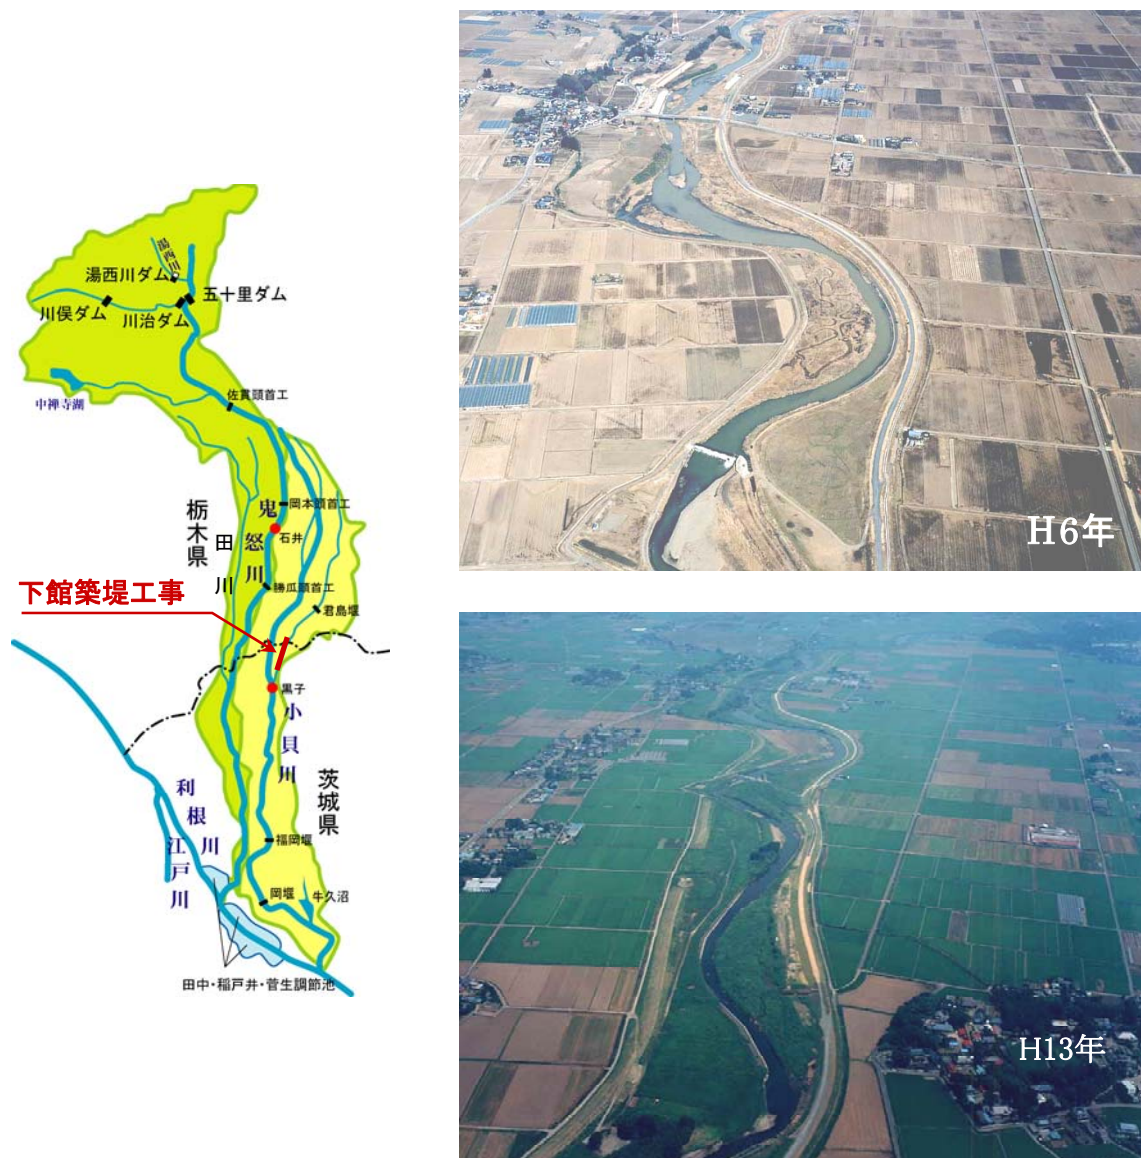 湯西川
湯西川ダム
五十里ダム
川俣ダム
川治ダム
中禅寺湖
佐貫頭首工
岡本頭首工
鬼怒川
石井
栃木県
田川
勝瓜頭首工
君島堰
下館築堤工事
黒子
小貝川
茨城県
利根川
江戸川
福岡堰
岡堰
牛久沼
田中・稲戸井・菅生調節池
H6年
H13年